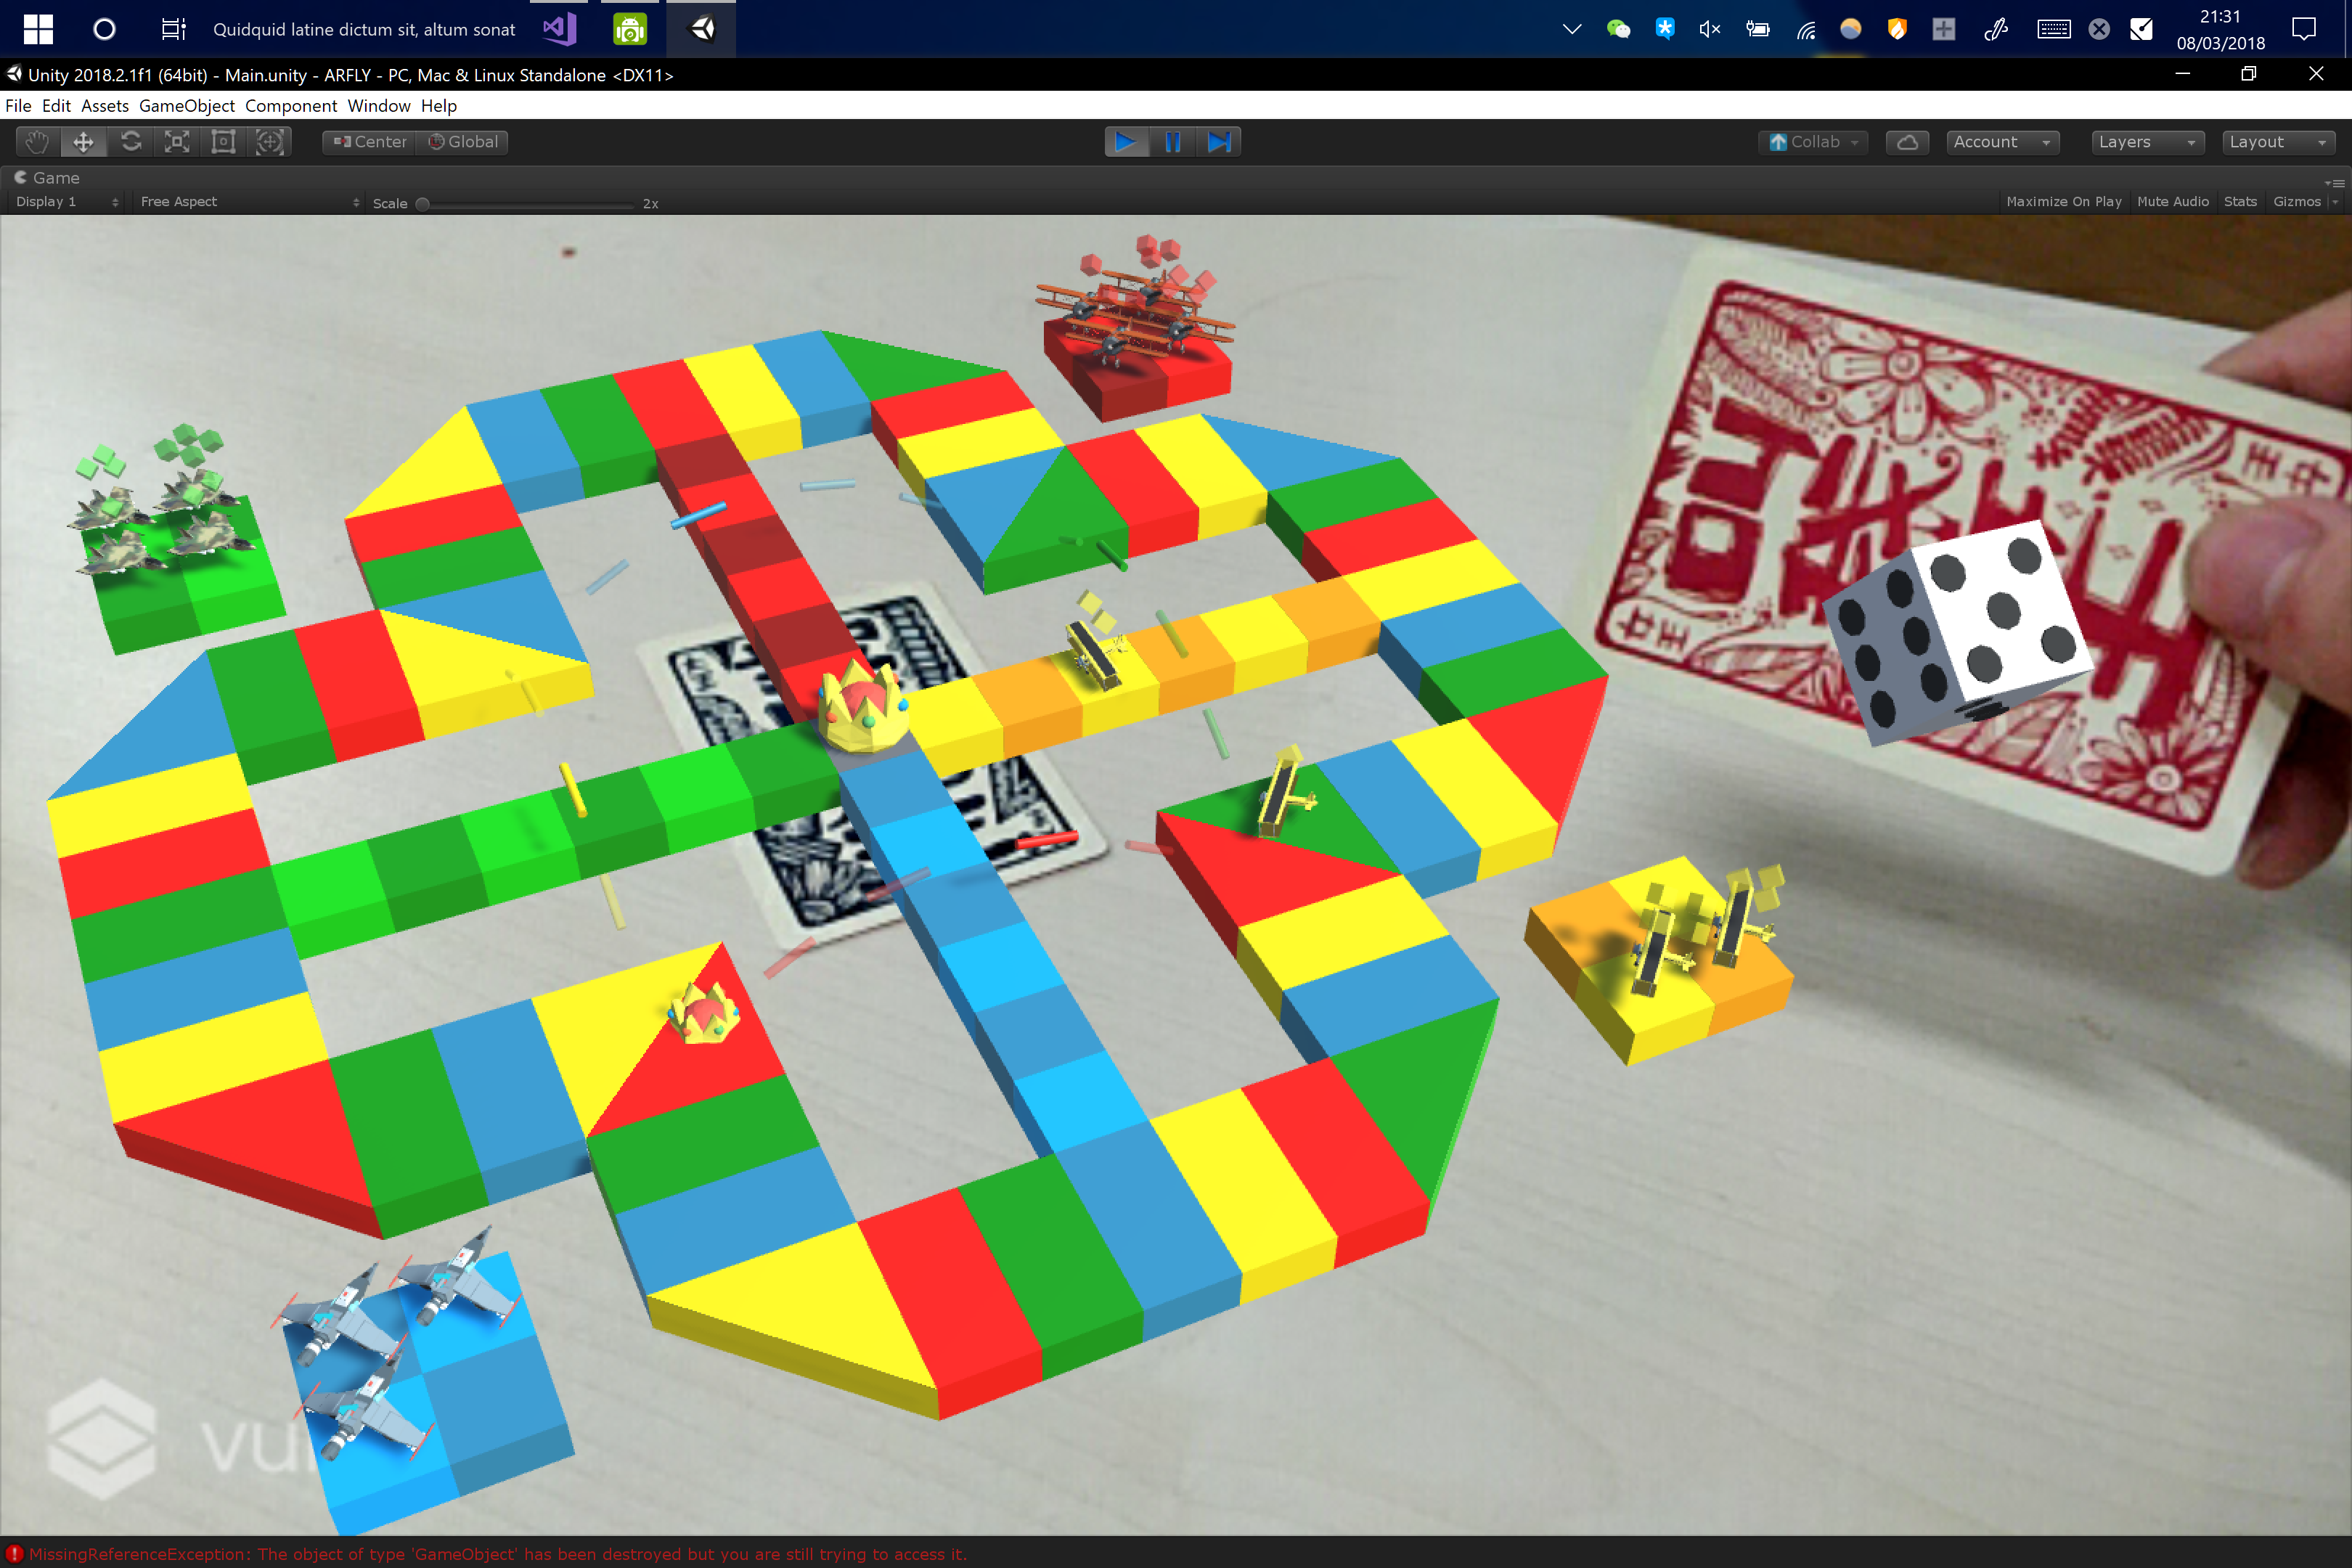 Quidquid latine dictum sit, altum sonat
21:31
08/03/2018
Unity 2018.2.1f1 (64bit) - Main.unity - ARFLY - PC, Mac & Linux Standalone <DX11>
File Edit Assets GameObject Component Window Help
Center Global Collab Account Layers Layout
Game
Display 1 Free Aspect Scale 2x Maximize On Play Mute Audio Stats Gizmos
MissingReferenceException: The object of type 'GameObject' has been destroyed but you are still trying to access it.